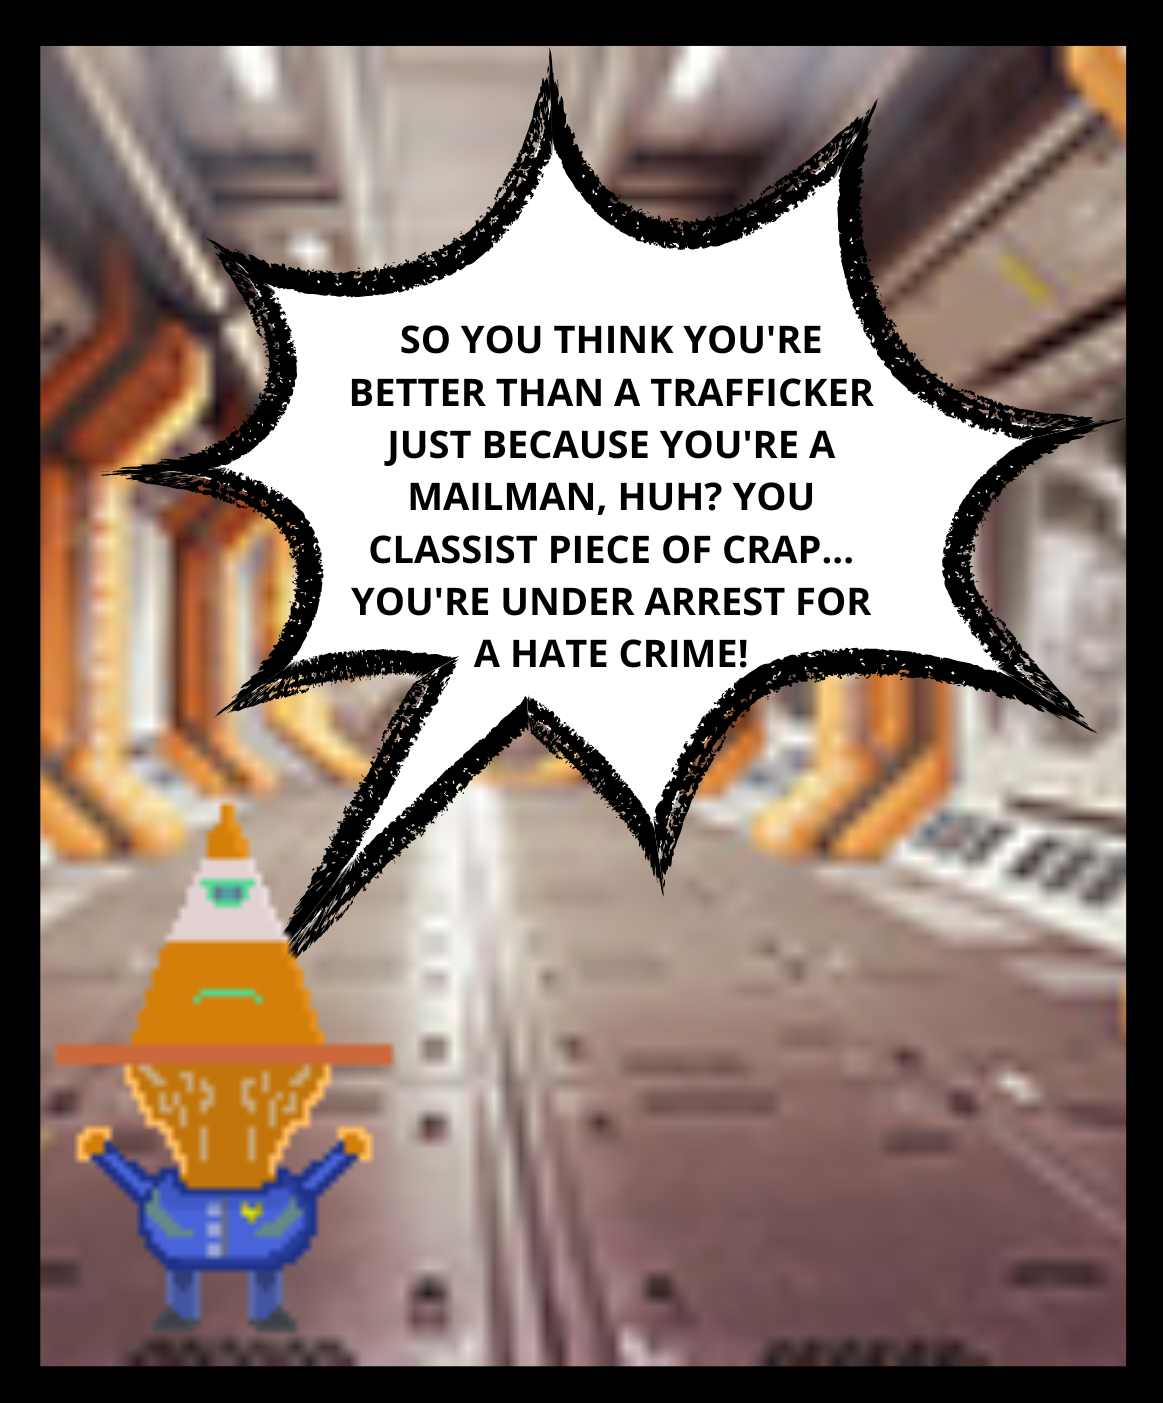 SO YOU THINK YOU'RE
BETTER THAN A TRAFFICKER
JUST BECAUSE YOU'RE A
MAILMAN, HUH? YOU
CLASSIST PIECE OF CRAP...
YOU'RE UNDER ARREST FOR
A HATE CRIME!